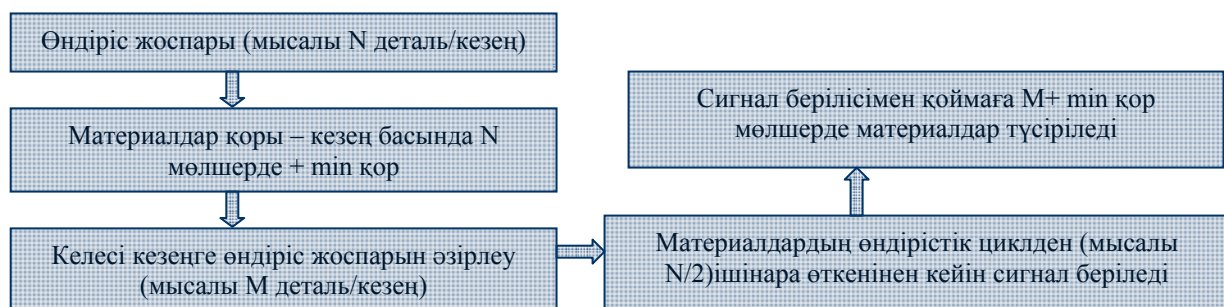 Өндіріс жоспары (мысалы N деталь/кезең)
Материалдар қоры – кезең басында N
мөлшерде + min қор
Келесі кезеңге өндіріс жоспарын әзірлеу
(мысалы М деталь/кезең)
Материалдардың өндірістік циклден (мысалы
N/2)ішінара өткенінен кейін сигнал беріледі
Сигнал берілісімен қоймаға М+ min қор
мөлшерде материалдар түсіріледі